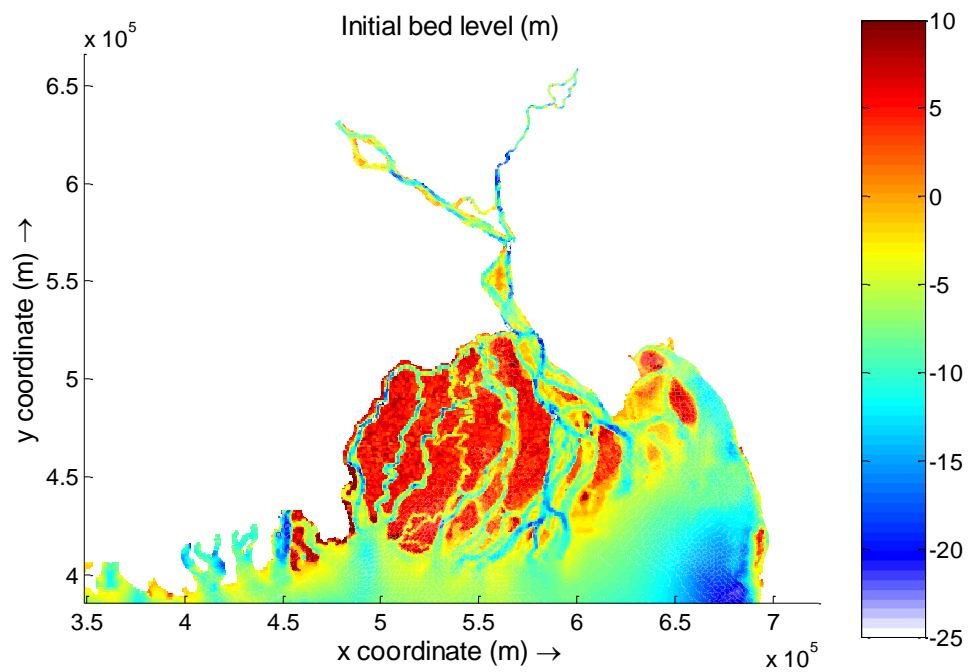 Initial bed level (m)
x 10^5
6.5
6
5.5
5
4.5
4
y coordinate (m) →
3.5 4 4.5 5 5.5 6 6.5 7
x coordinate (m) →
x 10^5
10
5
0
-5
-10
-15
-20
-25